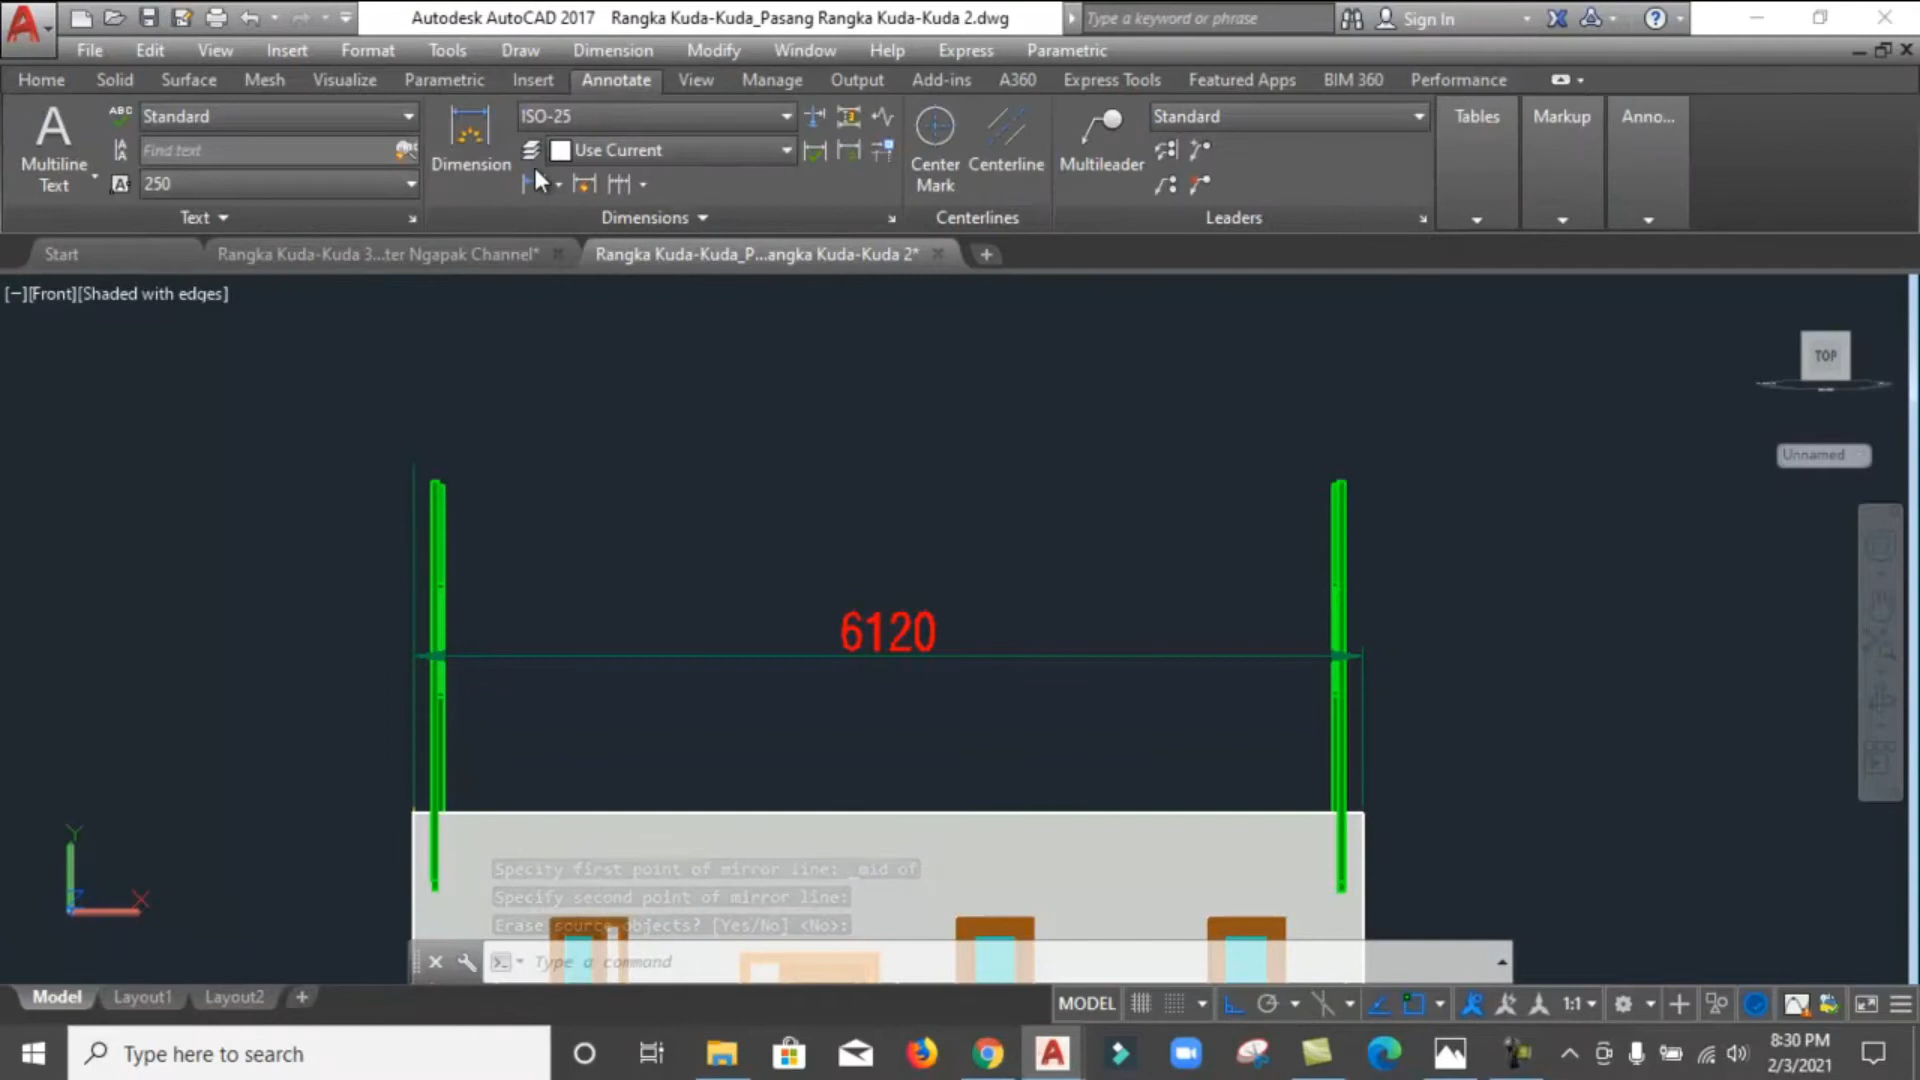 Autodesk AutoCAD 2017 Rangka Kuda-Kuda_Pasang Rangka Kuda-Kuda 2.dwg
Type a keyword or phrase
Sign In
File Edit View Insert Format Tools Draw Dimension Modify Window Help Express Parametric
Home Solid Surface Mesh Visualize Parametric Insert Annotate View Manage Output Add-ins A360 Express Tools Featured Apps BIM 360 Performance
A
Multiline
Text
ABC
Standard
Find text
250
Text
Dimension
ISO-25
Use Current
Dimensions
Center
Mark
Centerline
Centerlines
Multileader
Standard
Leaders
Tables
Markup
Anno...
Start
Rangka Kuda-Kuda 3...ter Ngapak Channel*
Rangka Kuda-Kuda_P...angka Kuda-Kuda 2*
[−][Front][Shaded with edges]
TOP
Unnamed
6120
Y
Z
X
Specify first point of mirror line: _mid of
Specify second point of mirror line:
Erase source objects? [Yes/No] <No>:
Type a command
Model Layout1 Layout2
MODEL
1:1
Type here to search
8:30 PM
2/3/2021